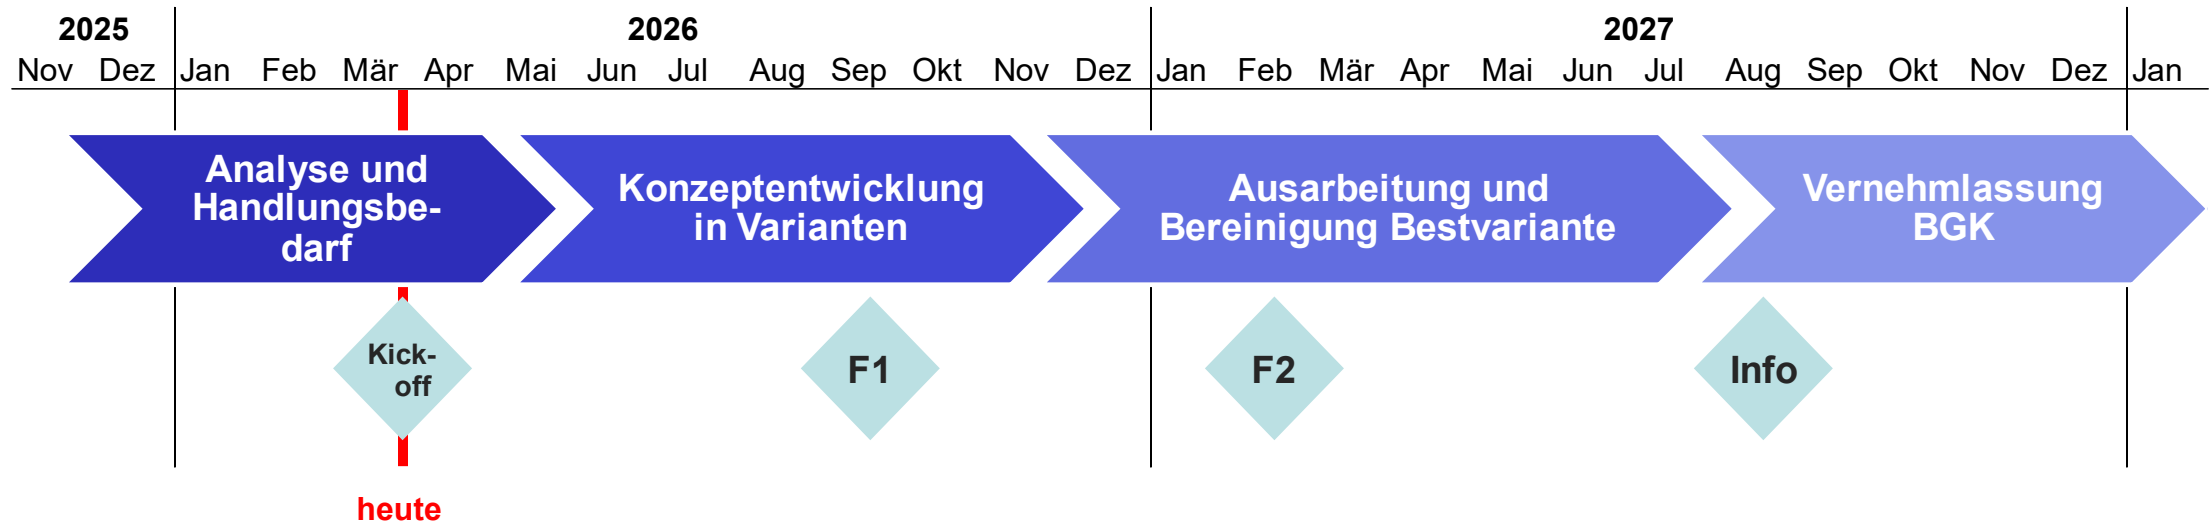 2025 2026 2027
Nov Dez Jan Feb Mär Apr Mai Jun Jul Aug Sep Okt Nov Dez Jan Feb Mär Apr Mai Jun Jul Aug Sep Okt Nov Dez Jan
Analyse und
Handlungsbe-
darf
Konzeptentwicklung
in Varianten
Ausarbeitung und
Bereinigung Bestvariante
Vernehmlassung
BGK
Kick-
off
F1
F2
Info
heute